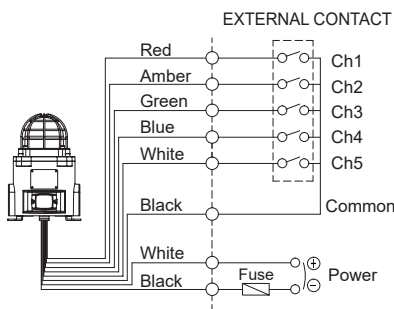 EXTERNAL CONTACT
Red Ch1
Amber Ch2
Green Ch3
Blue Ch4
White Ch5
Black Common
White
Black Fuse Power